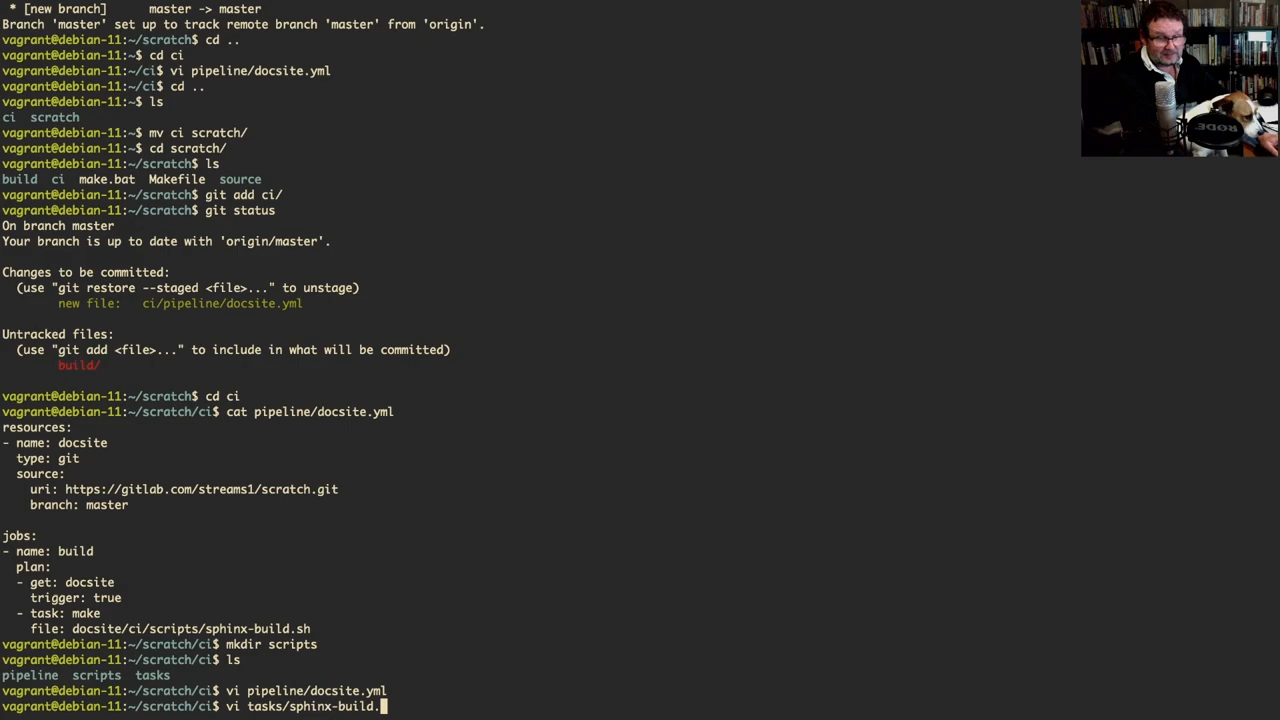 * [new branch]      master -> master
Branch 'master' set up to track remote branch 'master' from 'origin'.
vagrant@debian-11:~/scratch$ cd ..
vagrant@debian-11:~$ cd ci
vagrant@debian-11:~/ci$ vi pipeline/docsite.yml
vagrant@debian-11:~/ci$ cd ..
vagrant@debian-11:~$ ls
ci  scratch
vagrant@debian-11:~$ mv ci scratch/
vagrant@debian-11:~$ cd scratch/
vagrant@debian-11:~/scratch$ ls
build  ci  make.bat  Makefile  source
vagrant@debian-11:~/scratch$ git add ci/
vagrant@debian-11:~/scratch$ git status
On branch master
Your branch is up to date with 'origin/master'.
Changes to be committed:
  (use "git restore --staged <file>..." to unstage)
        new file:   ci/pipeline/docsite.yml
Untracked files:
  (use "git add <file>..." to include in what will be committed)
        build/
vagrant@debian-11:~/scratch$ cd ci
vagrant@debian-11:~/scratch/ci$ cat pipeline/docsite.yml
resources:
- name: docsite
  type: git
  source:
    uri: https://gitlab.com/streams1/scratch.git
    branch: master
jobs:
- name: build
  plan:
  - get: docsite
    trigger: true
  - task: make
    file: docsite/ci/scripts/sphinx-build.sh
vagrant@debian-11:~/scratch/ci$ mkdir scripts
vagrant@debian-11:~/scratch/ci$ ls
pipeline  scripts  tasks
vagrant@debian-11:~/scratch/ci$ vi pipeline/docsite.yml
vagrant@debian-11:~/scratch/ci$ vi tasks/sphinx-build.
RODE